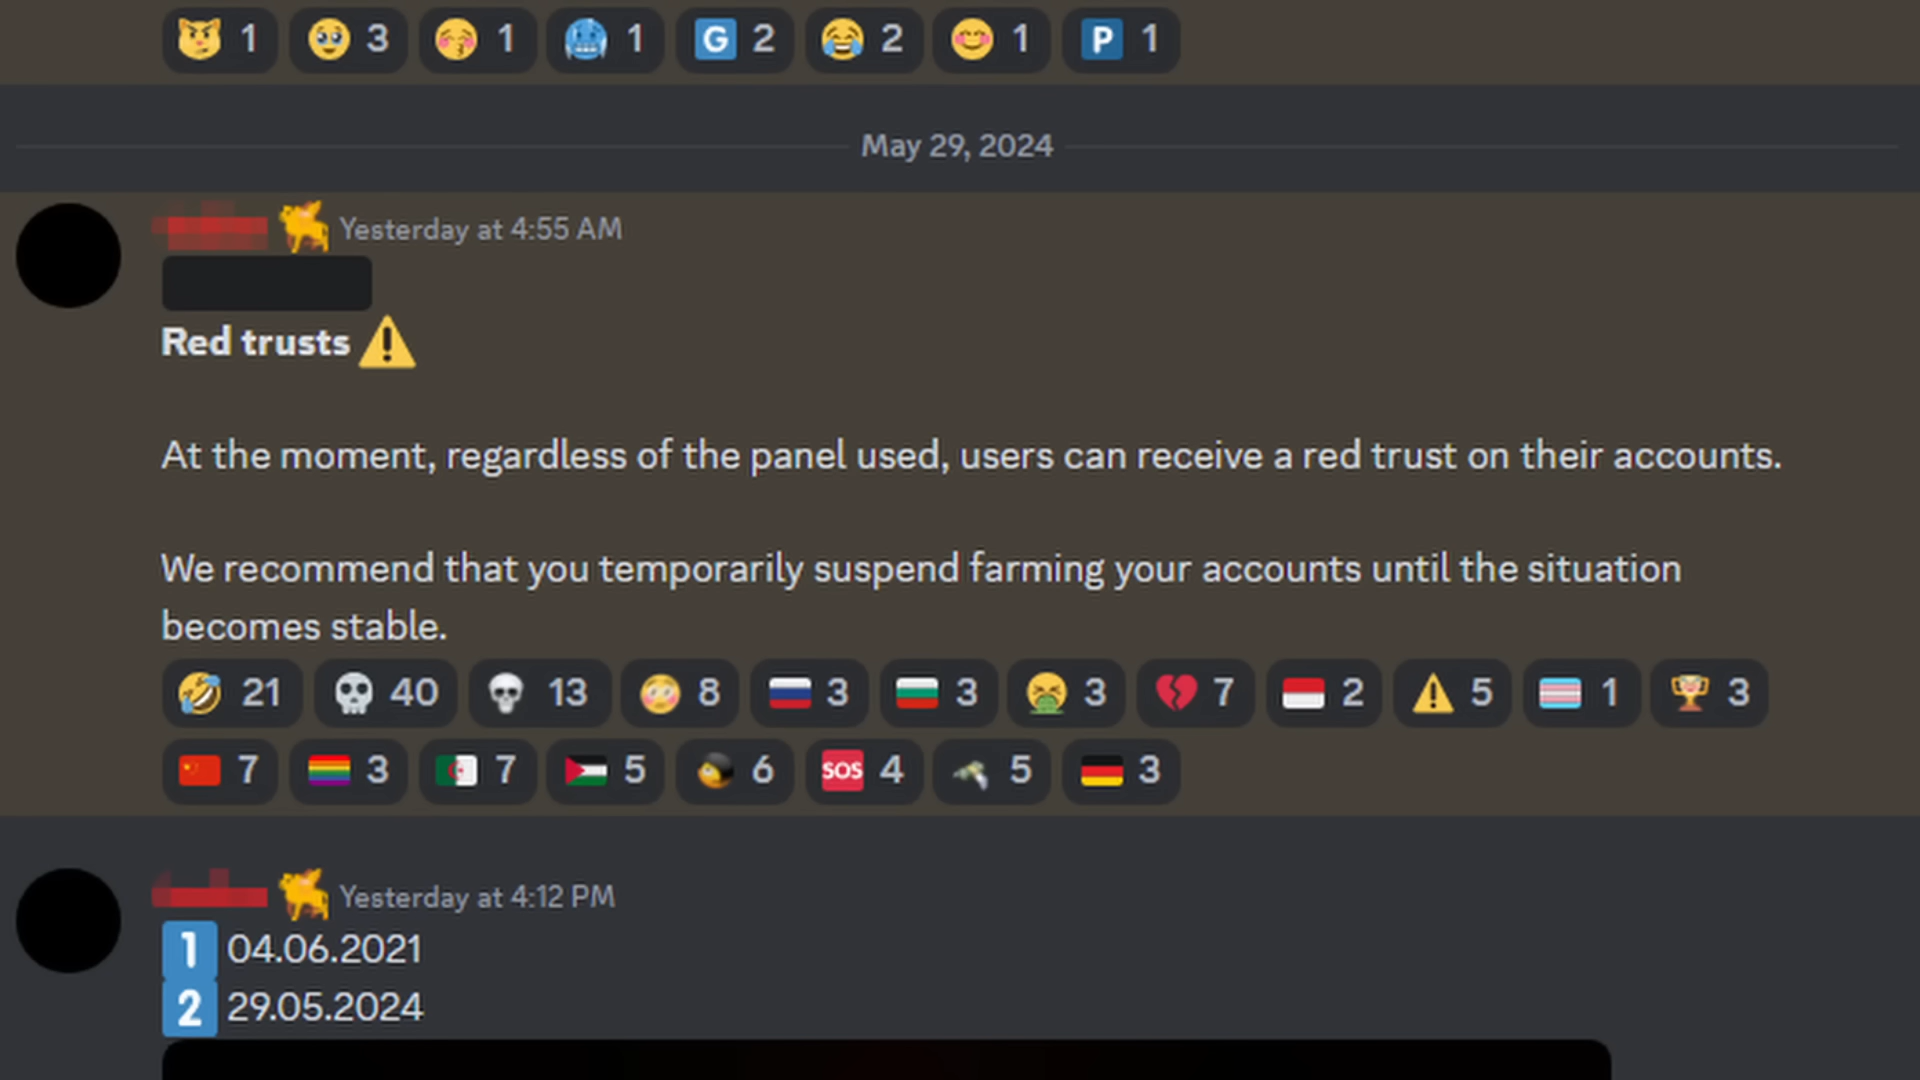 1 3 1 1 G 2 2 1 P 1
May 29, 2024
Yesterday at 4:55 AM
Red trusts
At the moment, regardless of the panel used, users can receive a red trust on their accounts.
We recommend that you temporarily suspend farming your accounts until the situation
becomes stable.
21 40 13 8 3 3 3 7 2 5 1 3
7 3 7 5 6 SOS 4 5 3
Yesterday at 4:12 PM
1 04.06.2021
2 29.05.2024